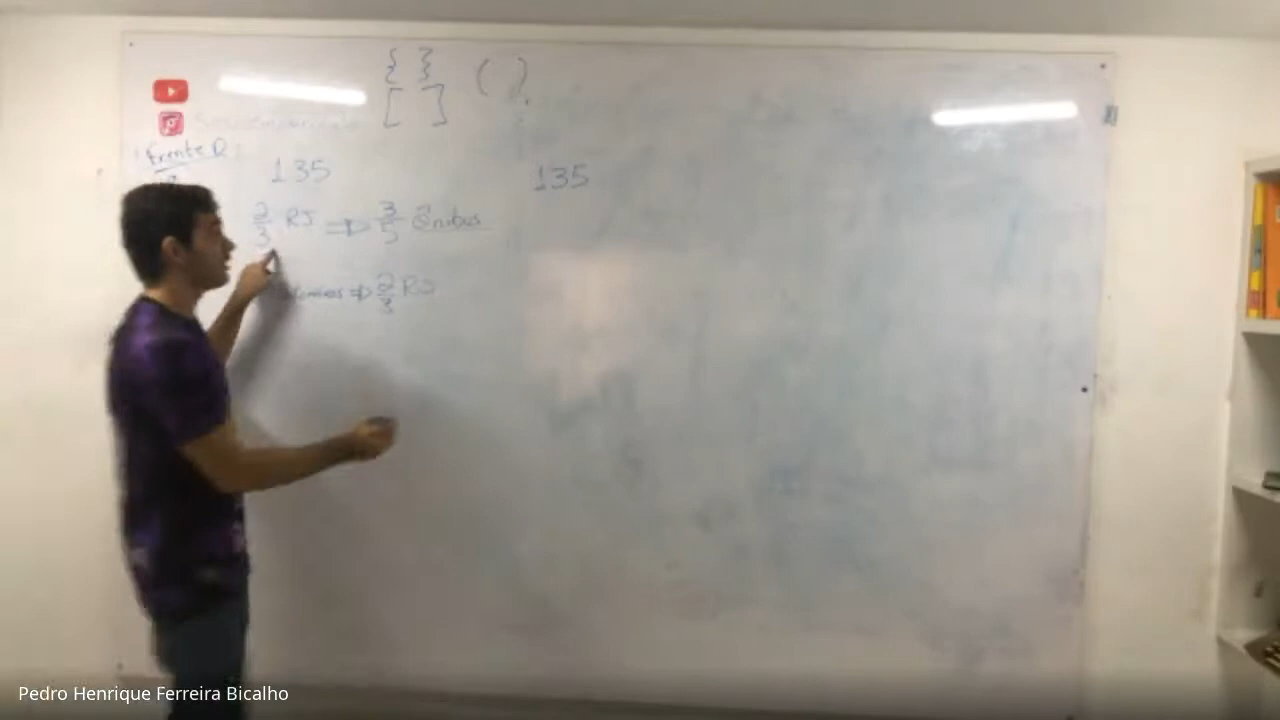 { } ( )
[ ]
Frente D
135 135
2/3 RJ ⇒ 3/5 Ônibus
⇒ 2/3 RJ
Pedro Henrique Ferreira Bicalho